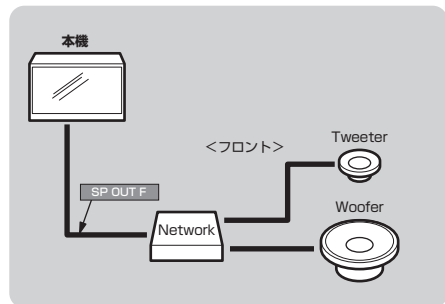 本機
<フロント>
Tweeter
SP OUT F
Woofer
Network